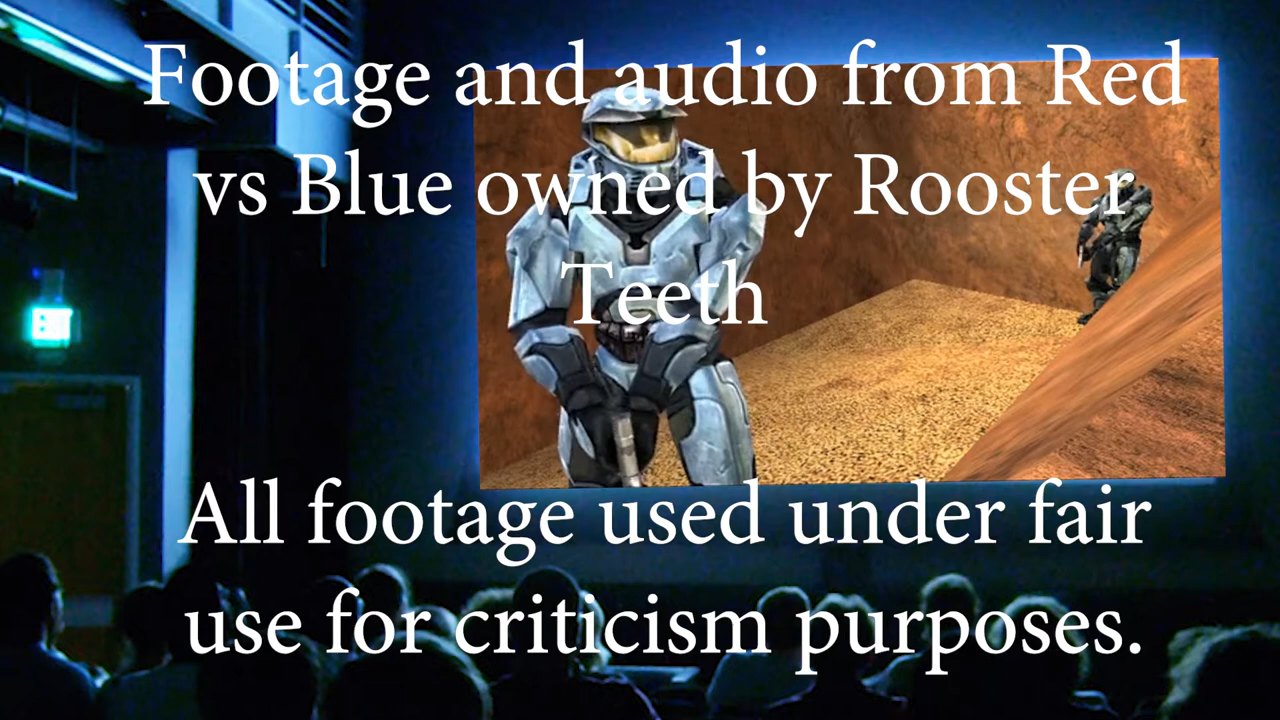 Footage and audio from Red
vs Blue owned by Rooster
Teeth
All footage used under fair
use for criticism purposes.